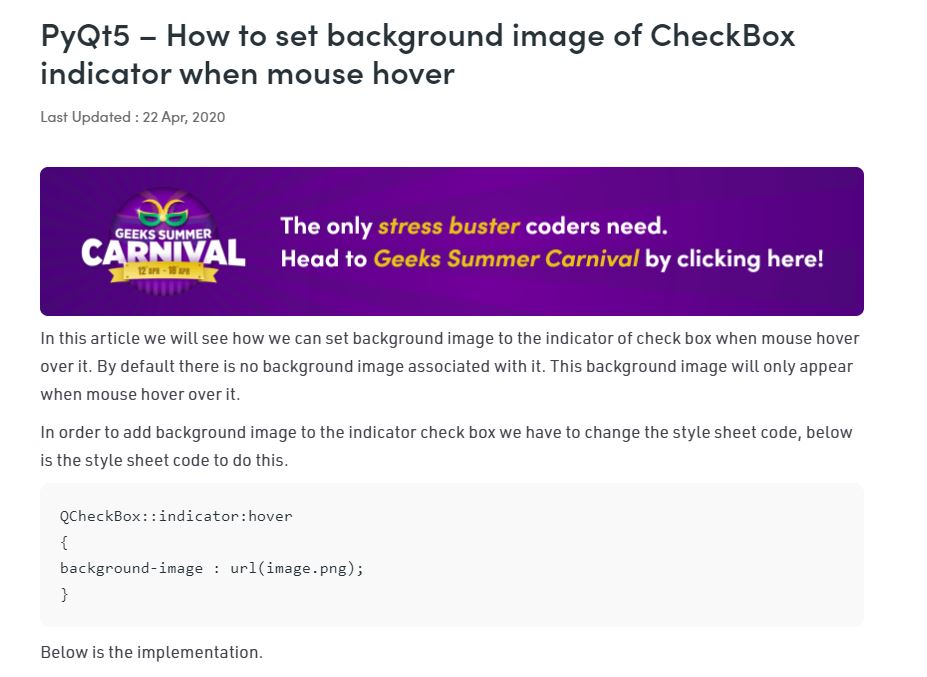 PyQt5 – How to set background image of CheckBox
indicator when mouse hover
Last Updated : 22 Apr, 2020
GEEKS SUMMER
CARNIVAL
12 APR - 18 APR
The only stress buster coders need.
Head to Geeks Summer Carnival by clicking here!
In this article we will see how we can set background image to the indicator of check box when mouse hover
over it. By default there is no background image associated with it. This background image will only appear
when mouse hover over it.
In order to add background image to the indicator check box we have to change the style sheet code, below
is the style sheet code to do this.
QCheckBox::indicator:hover
{
background-image : url(image.png);
}
Below is the implementation.